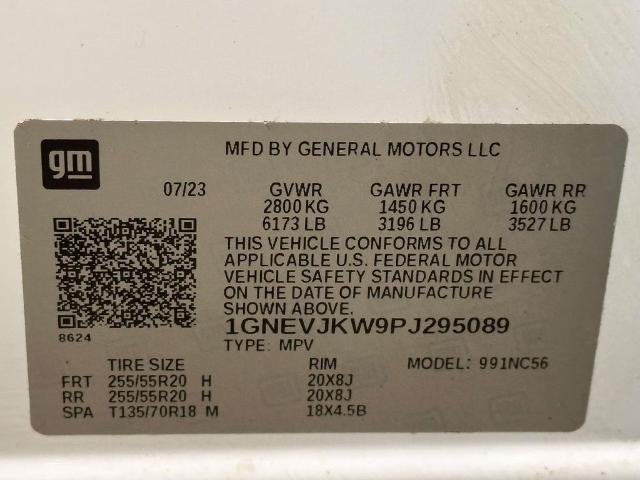 gm
MFD BY GENERAL MOTORS LLC
07/23 GVWR GAWR FRT GAWR RR
2800 KG 1450 KG 1600 KG
6173 LB 3196 LB 3527 LB
THIS VEHICLE CONFORMS TO ALL
APPLICABLE U.S. FEDERAL MOTOR
VEHICLE SAFETY STANDARDS IN EFFECT
ON THE DATE OF MANUFACTURE
SHOWN ABOVE.
8624
1GNEVJKW9PJ295089
TYPE: MPV MODEL: 991NC56
TIRE SIZE RIM
FRT 255/55R20 H 20X8J
RR 255/55R20 H 20X8J
SPA T135/70R18 M 18X4.5B